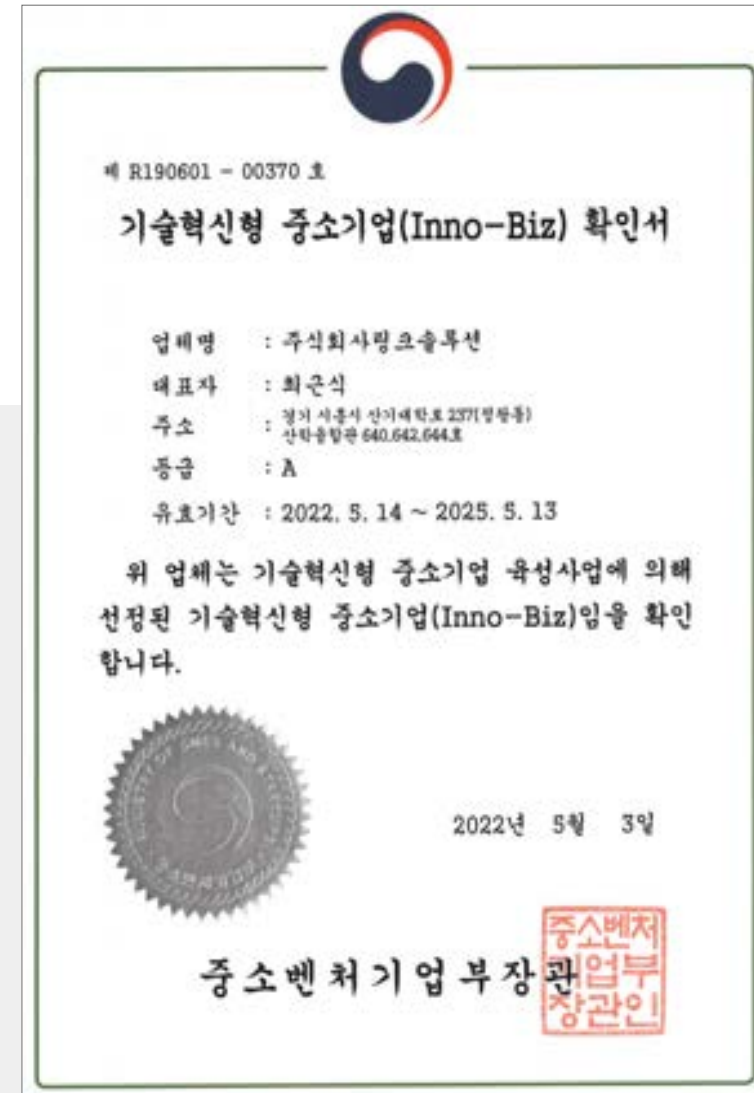 제 R190601 - 00370 호
기술혁신형 중소기업(Inno-Biz) 확인서
업체명 : 주식회사링크솔루션
대표자 : 최근식
주소 : 경기 시흥시 산기대학로 237(정왕동)
산학융합관 640,642,644호
등급 : A
유효기간 : 2022. 5. 14 ~ 2025. 5. 13
위 업체는 기술혁신형 중소기업 육성사업에 의해
선정된 기술혁신형 중소기업(Inno-Biz)임을 확인
합니다.
2022년 5월 3일
중소벤처기업부장관
중소벤처
기업부
장관인